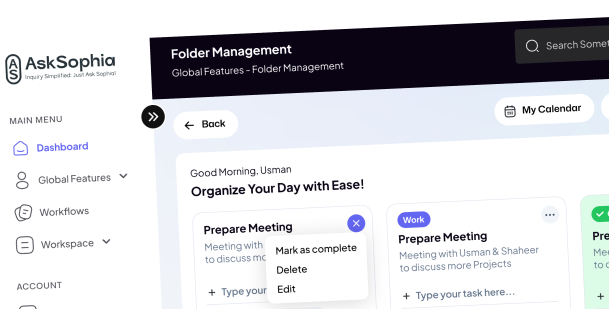 AskSophia
Inquiry Simplified: Just Ask Sophia!
MAIN MENU
Dashboard
Global Features
Workflows
Workspace
ACCOUNT
Folder Management
Global Features - Folder Management
Search Somet
Back
My Calendar
Good Morning, Usman
Organize Your Day with Ease!
Prepare Meeting
Meeting with
to discuss mo
+ Type your
Mark as complete
Delete
Edit
Work
Prepare Meeting
Meeting with Usman & Shaheer
to discuss more Projects
+ Type your task here...
Pre
Mee
to
+